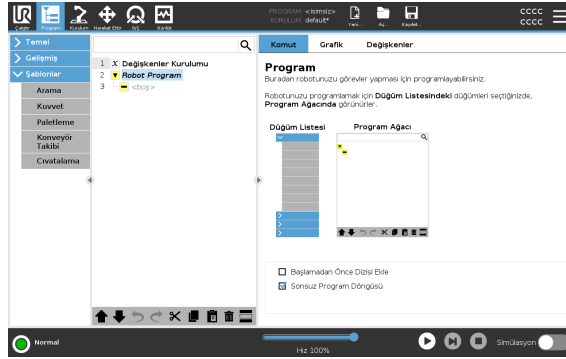 UR
PROGRAM <isimsiz>
KURULUM default*
CCCC
CCCC
Çalıştır Program Kurulum Hareket Ettir G/Ç Günlük
Yeni... Aç... Kaydet...
Temel
Gelişmiş
Şablonlar
Arama
Kuvvet
Paletleme
Konveyör
Takibi
Cıvatalama
1 X Değişkenler Kurulumu
2 Robot Program
3 <boş>
Komut Grafik Değişkenler
Program
Buradan robotunuzu görevler yapması için programlayabilirsiniz.
Robotunuzu programlamak için Düğüm Listesindeki düğümleri seçtiğinizde,
Program Ağacında görünürler.
Düğüm Listesi Program Ağacı
Başlamadan Önce Dizisi Ekle
Sonsuz Program Döngüsü
Normal
Hız 100%
Simülasyon